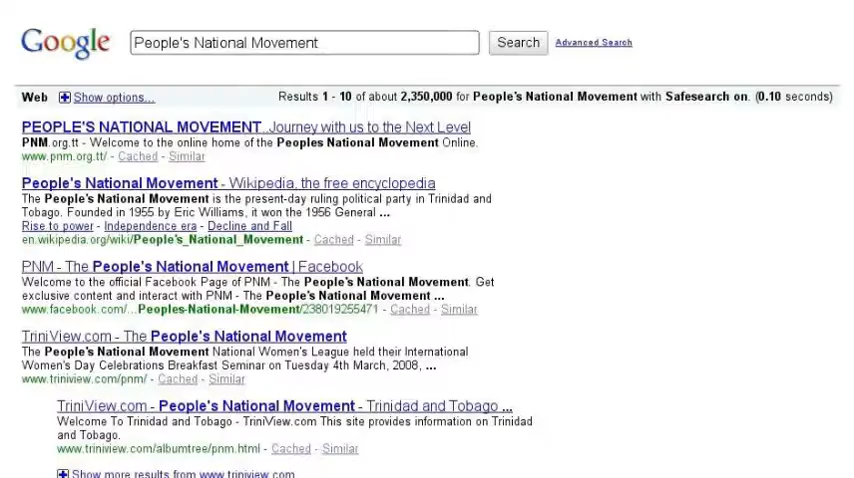 Google People's National Movement Search Advanced Search
Web Show options... Results 1 - 10 of about 2,350,000 for People's National Movement with Safesearch on. (0.10 seconds)
PEOPLE'S NATIONAL MOVEMENT ..Journey with us to the Next Level
PNM.org.tt - Welcome to the online home of the Peoples National Movement Online.
www.pnm.org.tt/ - Cached - Similar
People's National Movement - Wikipedia, the free encyclopedia
The People's National Movement is the present-day ruling political party in Trinidad and
Tobago. Founded in 1955 by Eric Williams, it won the 1956 General ...
Rise to power - Independence era - Decline and Fall
en.wikipedia.org/wiki/People's_National_Movement - Cached - Similar
PNM - The People's National Movement | Facebook
Welcome to the official Facebook Page of PNM - The People's National Movement. Get
exclusive content and interact with PNM - The People's National Movement ...
www.facebook.com/...Peoples-National-Movement/238019255471 - Cached - Similar
TriniView.com - The People's National Movement
The People's National Movement National Women's League held their International
Women's Day Celebrations Breakfast Seminar on Tuesday 4th March, 2008, ...
www.triniview.com/pnm/ - Cached - Similar
TriniView.com - People's National Movement - Trinidad and Tobago ...
Welcome To Trinidad and Tobago - TriniView.com This site provides information on Trinidad
and Tobago.
www.triniview.com/albumtree/pnm.html - Cached - Similar
Show more results from www.triniview.com